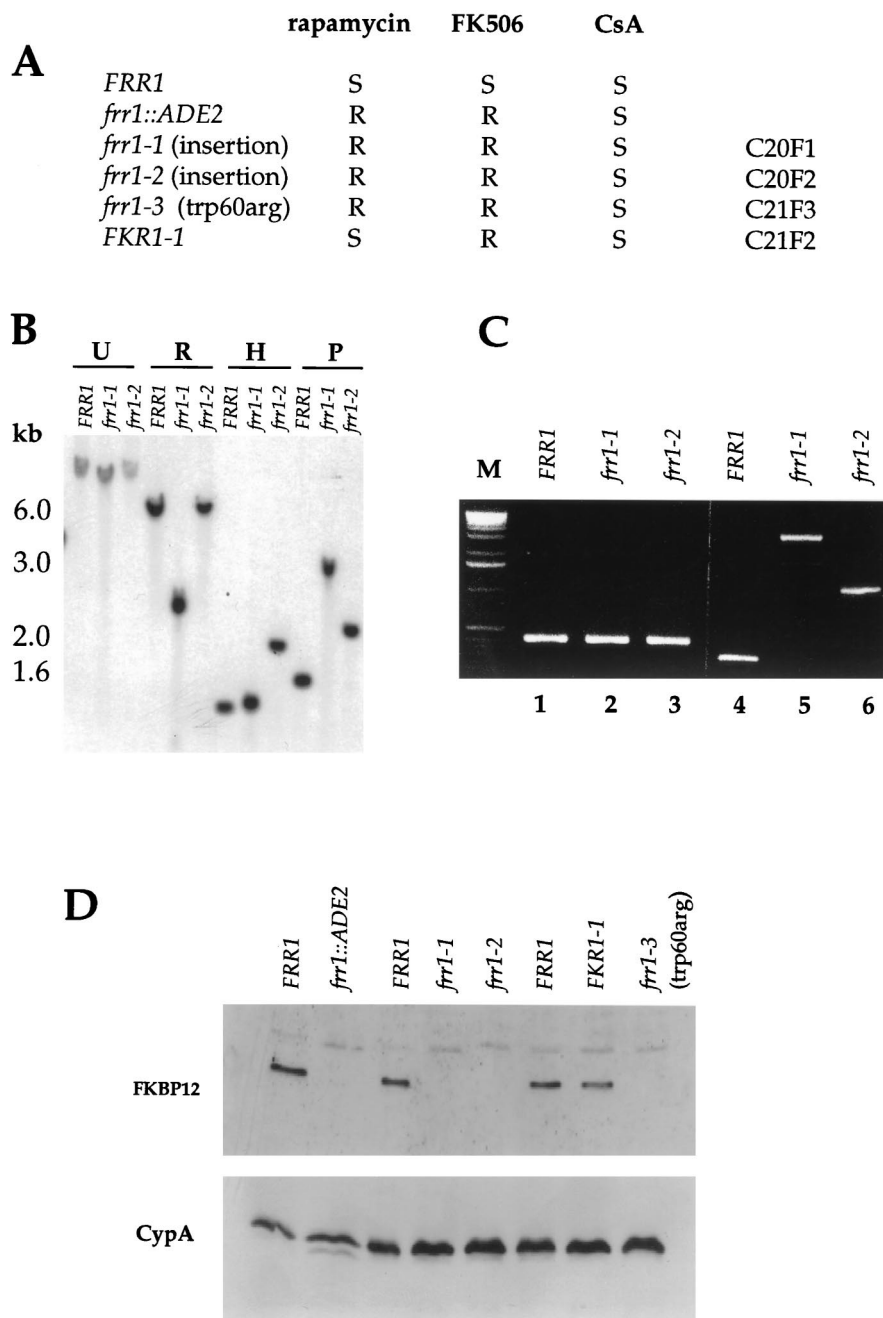 rapamycin FK506 CsA
A
FRR1 S S S
frr1::ADE2 R R S
frr1-1 (insertion) R R S C20F1
frr1-2 (insertion) R R S C20F2
frr1-3 (trp60arg) R R S C21F3
FKR1-1 S R S C21F2
B
U R H P
FRR1 frr1-1 frr1-2 FRR1 frr1-1 frr1-2 FRR1 frr1-1 frr1-2 FRR1 frr1-1 frr1-2
kb
6.0
3.0
2.0
1.6
C
M FRR1 frr1-1 frr1-2 FRR1 frr1-1 frr1-2
1 2 3 4 5 6
D
FRR1 frr1::ADE2 FRR1 frr1-1 frr1-2 FRR1 FKR1-1 frr1-3
(trp60arg)
FKBP12
CypA